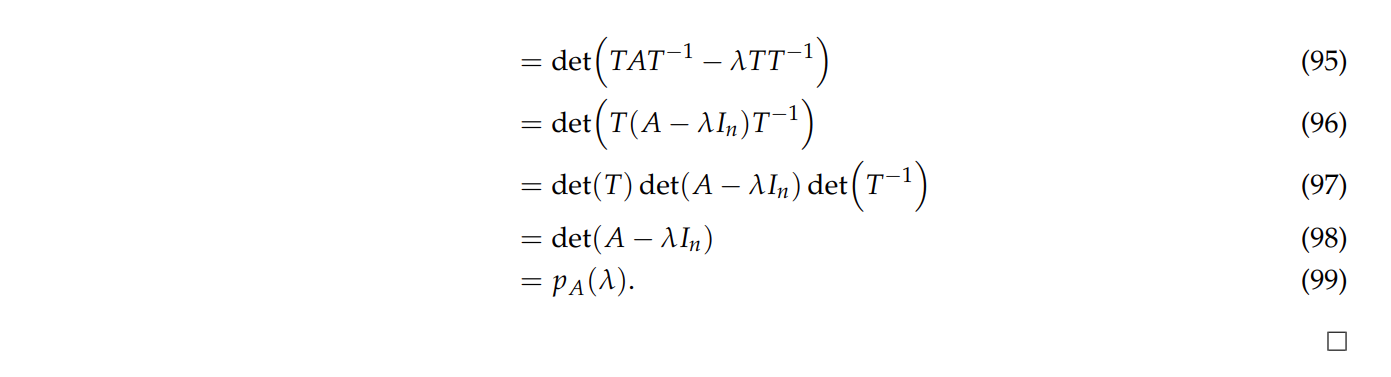 = det(TAT⁻¹ − λTT⁻¹) (95)
= det(T(A − λIₙ)T⁻¹) (96)
= det(T) det(A − λIₙ) det(T⁻¹) (97)
= det(A − λIₙ) (98)
= p_A(λ). (99)
□